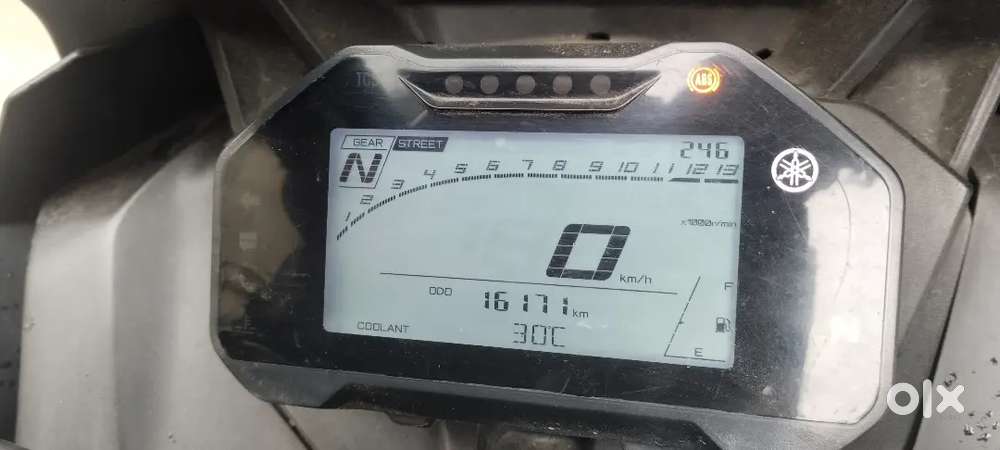 ABS
GEAR STREET 246
N
1 2 3 4 5 6 7 8 9 10 11 12 13
x1000r/min
0 km/h
F
ODO 16171 km
COOLANT 30°C
E
olx